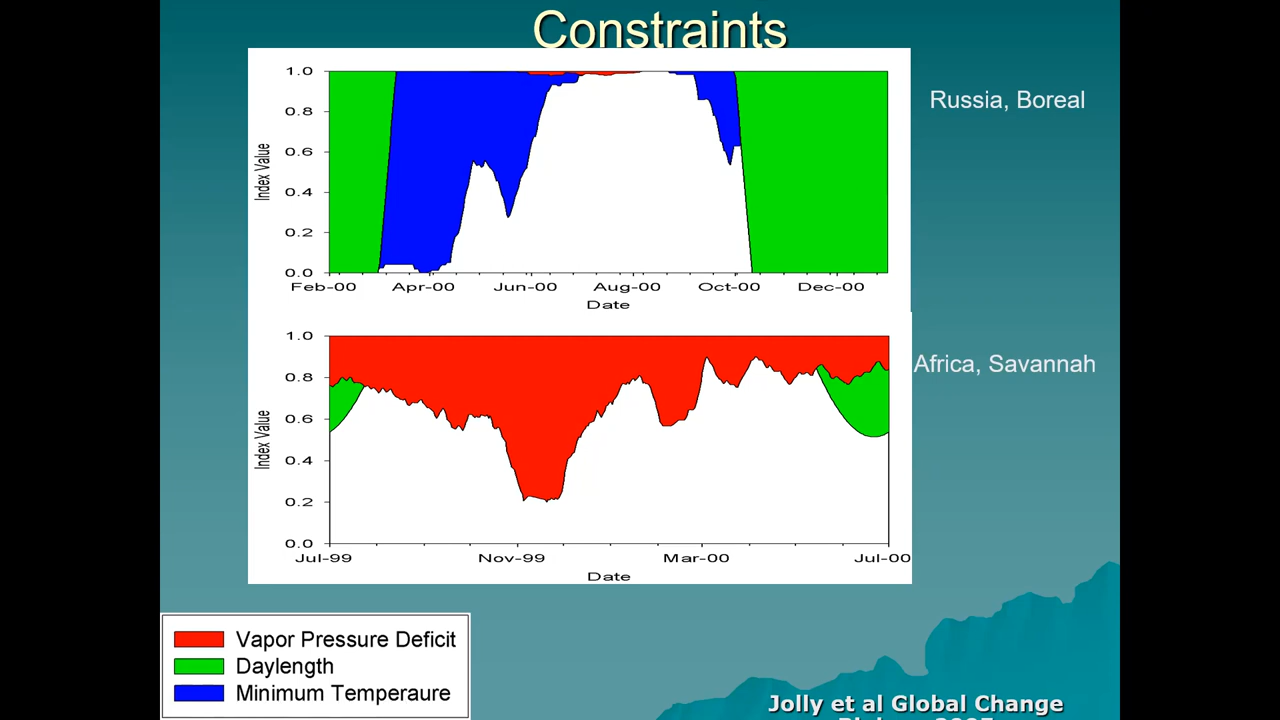 Constraints
1.0
0.8
0.6
0.4
0.2
0.0
Index Value
Feb-00 Apr-00 Jun-00 Aug-00 Oct-00 Dec-00
Date
Russia, Boreal
1.0
0.8
0.6
0.4
0.2
0.0
Index Value
Jul-99 Nov-99 Mar-00 Jul-00
Date
Africa, Savannah
Vapor Pressure Deficit
Daylength
Minimum Temperaure
Jolly et al Global Change